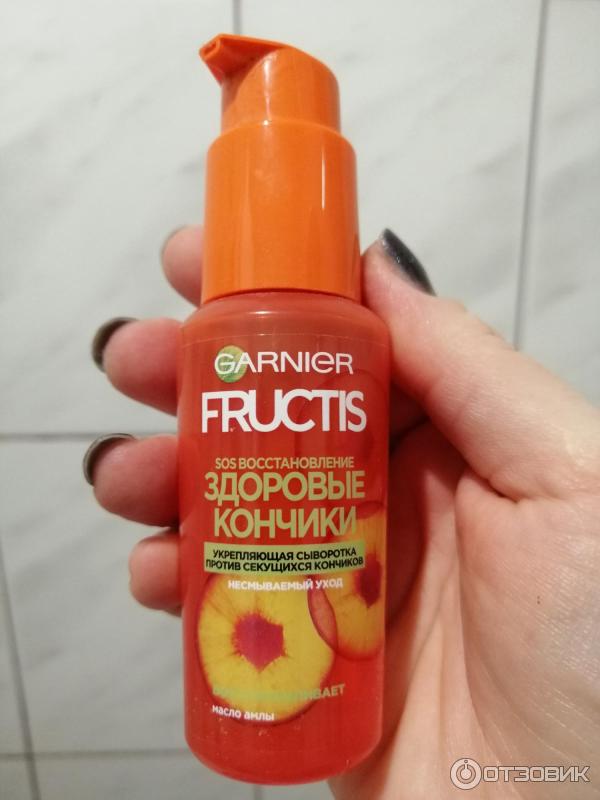 GARNIER
FRUCTIS
SOS ВОССТАНОВЛЕНИЕ
ЗДОРОВЫЕ
КОНЧИКИ
УКРЕПЛЯЮЩАЯ СЫВОРОТКА
ПРОТИВ СЕКУЩИХСЯ КОНЧИКОВ
НЕСМЫВАЕМЫЙ УХОД
масло амлы
ОТЗОВИК